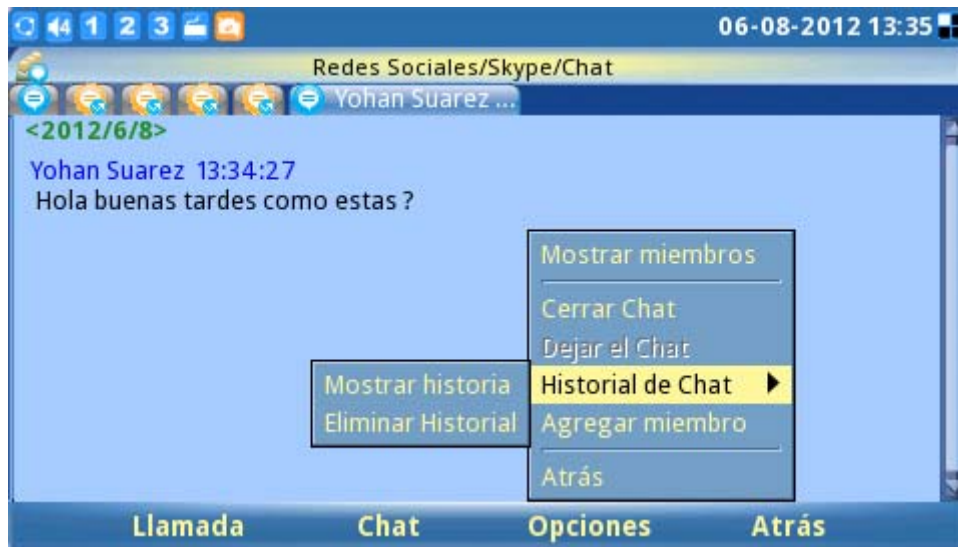 4 1 2 3 06-08-2012 13:35
Redes Sociales/Skype/Chat
Yohan Suarez ...
<2012/6/8>
Yohan Suarez 13:34:27
Hola buenas tardes como estas ?
Mostrar miembros
Cerrar Chat
Dejar el Chat
Historial de Chat
Agregar miembro
Atrás
Mostrar historia
Eliminar Historial
Llamada Chat Opciones Atrás